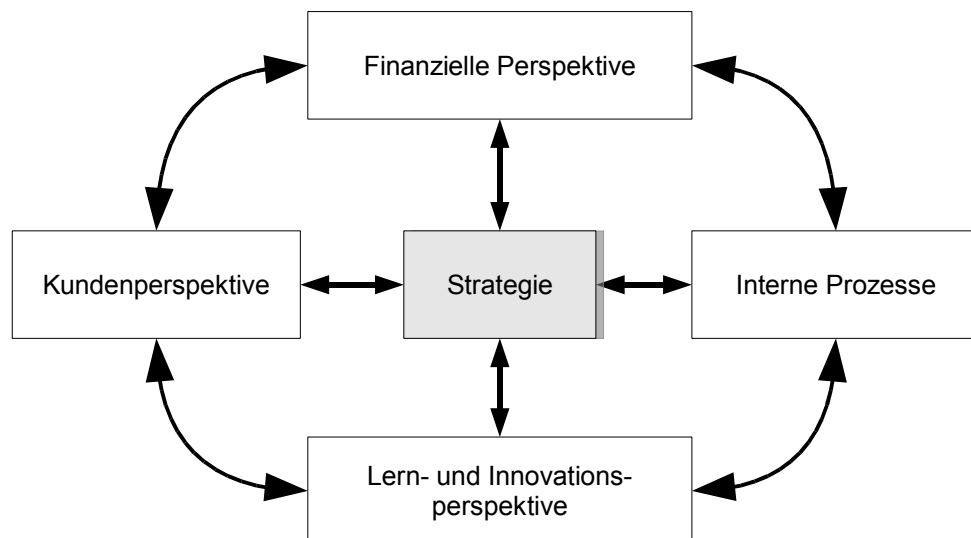 Finanzielle Perspektive
Kundenperspektive
Strategie
Interne Prozesse
Lern- und Innovations-
perspektive